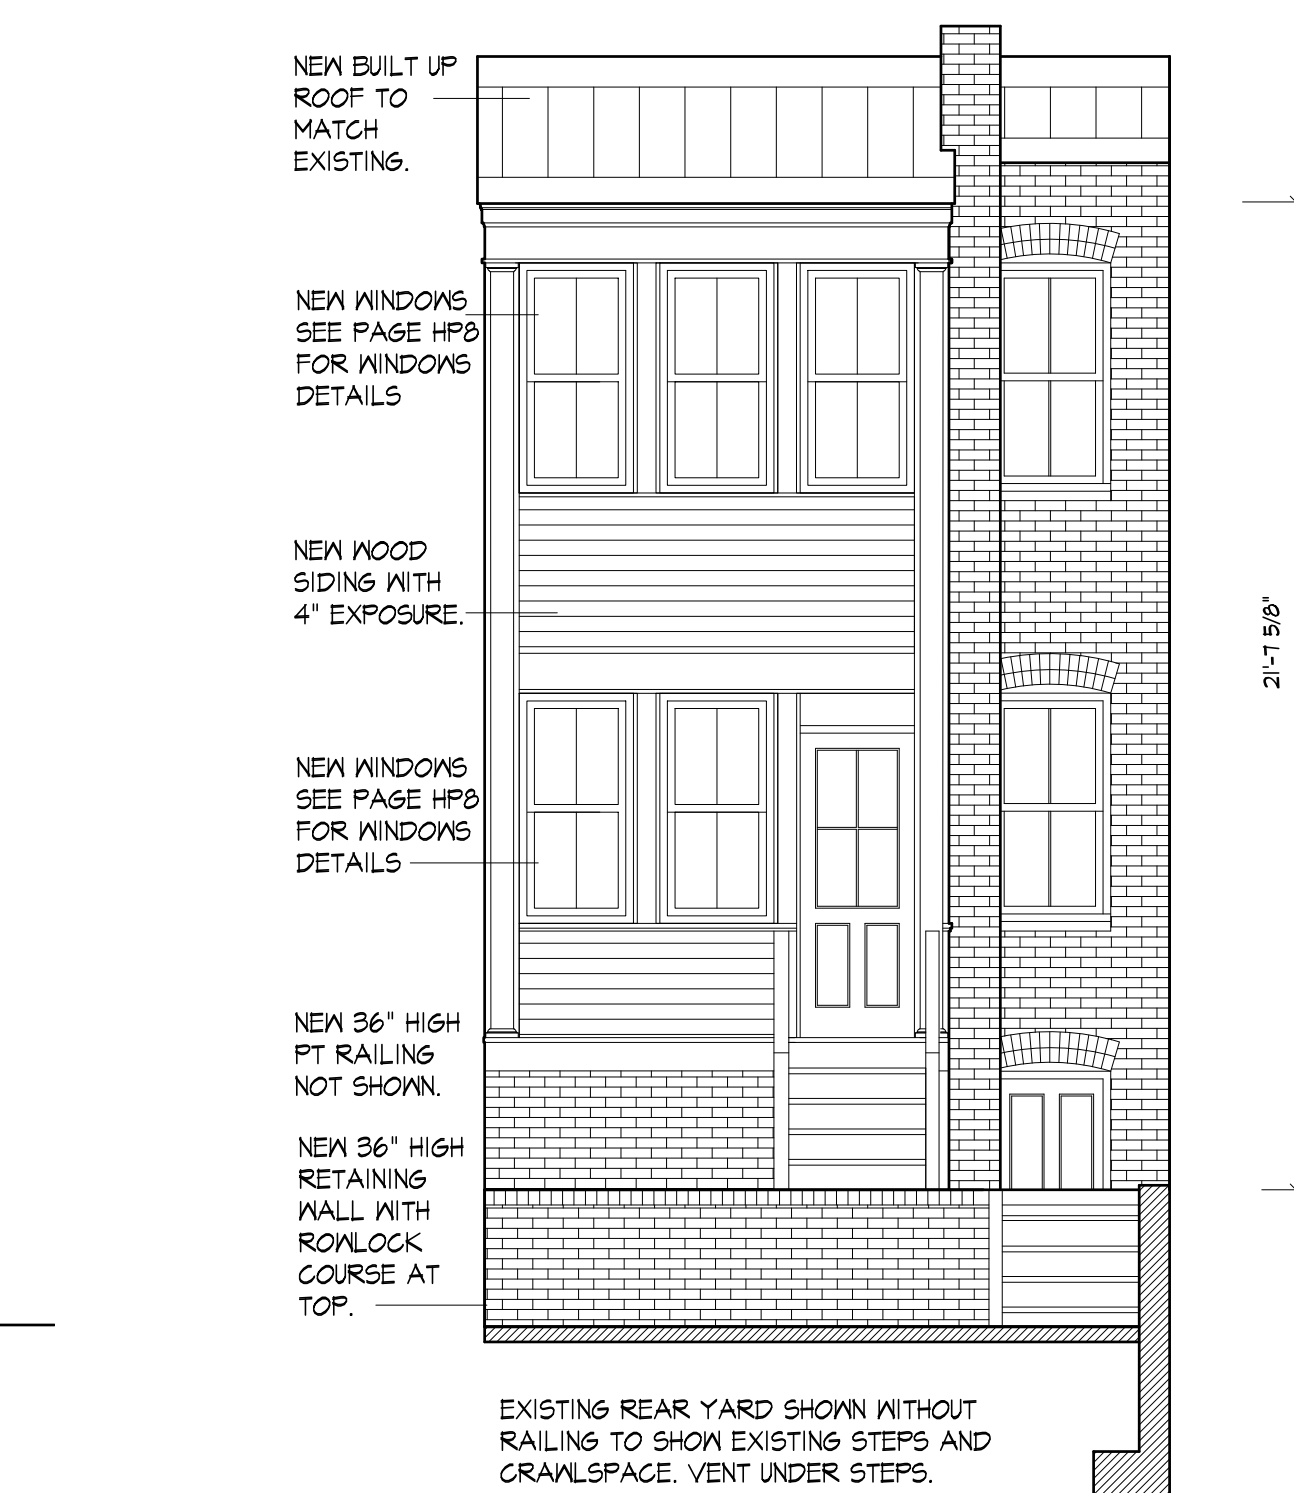 NEW BUILT UP
ROOF TO
MATCH
EXISTING.
NEW WINDOWS
SEE PAGE HP8
FOR WINDOWS
DETAILS
NEW WOOD
SIDING WITH
4" EXPOSURE.
21'-7 5/8"
NEW WINDOWS
SEE PAGE HP8
FOR WINDOWS
DETAILS
NEW 36" HIGH
PT RAILING
NOT SHOWN.
NEW 36" HIGH
RETAINING
WALL WITH
ROWLOCK
COURSE AT
TOP.
EXISTING REAR YARD SHOWN WITHOUT
RAILING TO SHOW EXISTING STEPS AND
CRAWLSPACE. VENT UNDER STEPS.